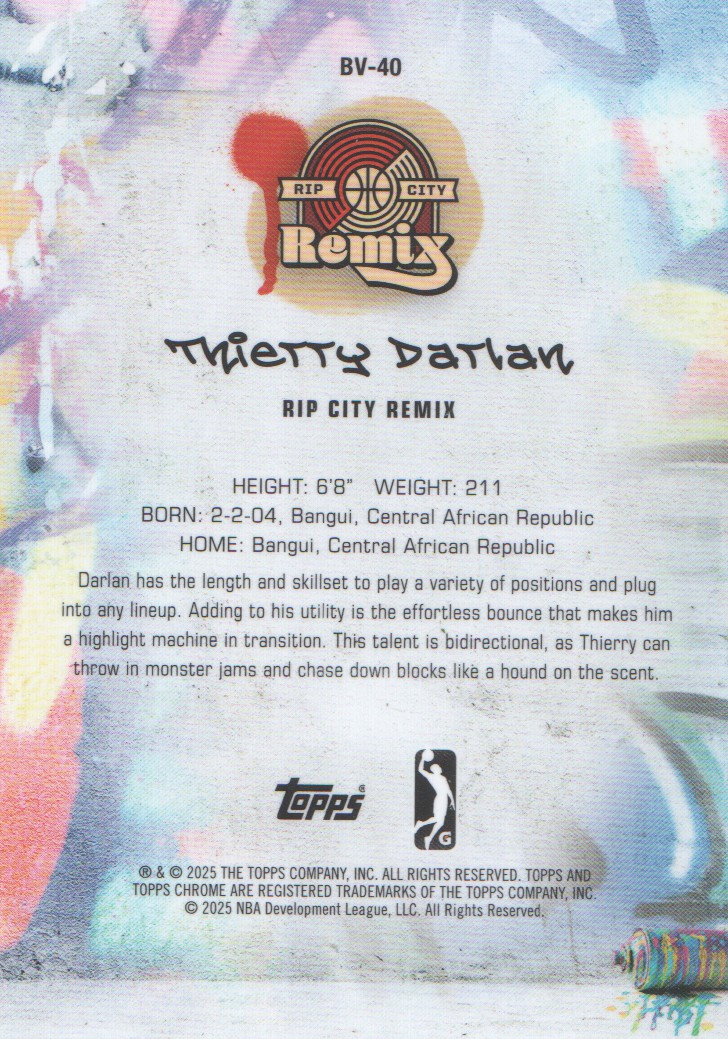 BV-40
RIP CITY
Remix
Thierry Darlan
RIP CITY REMIX
HEIGHT: 6'8" WEIGHT: 211
BORN: 2-2-04, Bangui, Central African Republic
HOME: Bangui, Central African Republic
Darlan has the length and skillset to play a variety of positions and plug
into any lineup. Adding to his utility is the effortless bounce that makes him
a highlight machine in transition. This talent is bidirectional, as Thierry can
throw in monster jams and chase down blocks like a hound on the scent.
Topps®
G
® & © 2025 THE TOPPS COMPANY, INC. ALL RIGHTS RESERVED. TOPPS AND
TOPPS CHROME ARE REGISTERED TRADEMARKS OF THE TOPPS COMPANY, INC.
© 2025 NBA Development League, LLC. All Rights Reserved.